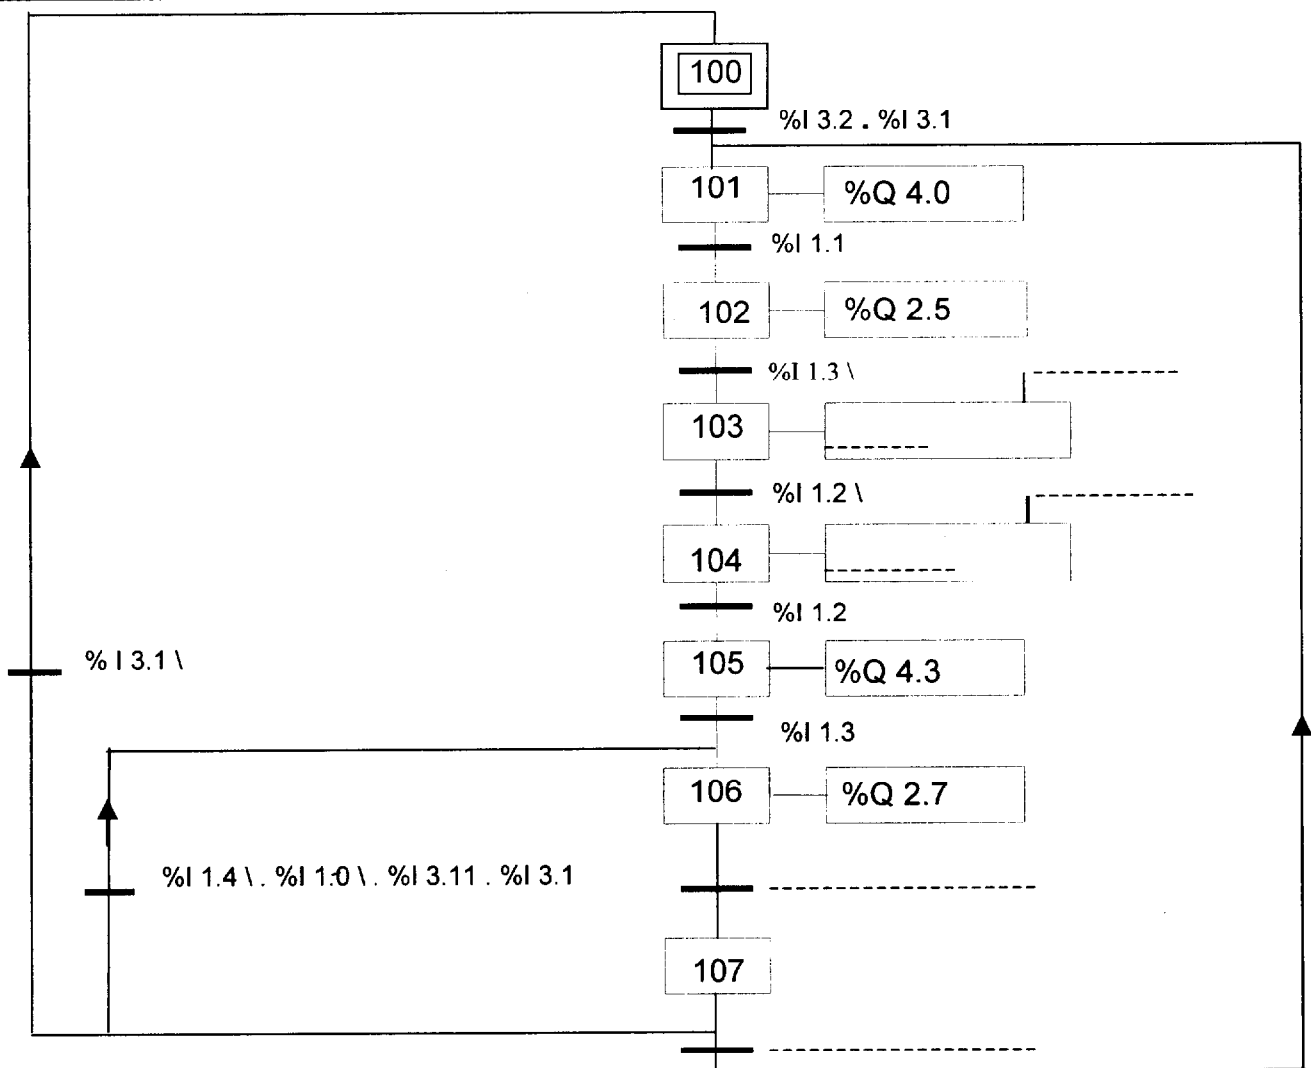 100
%I 3.2 . %I 3.1
101 %Q 4.0
%I 1.1
102 %Q 2.5
%I 1.3 \
103
%I 1.2 \
104
%I 1.2
% I 3.1 \
105 %Q 4.3
%I 1.3
106 %Q 2.7
%I 1.4 \ . %I 1.0 \ . %I 3.11 . %I 3.1
107